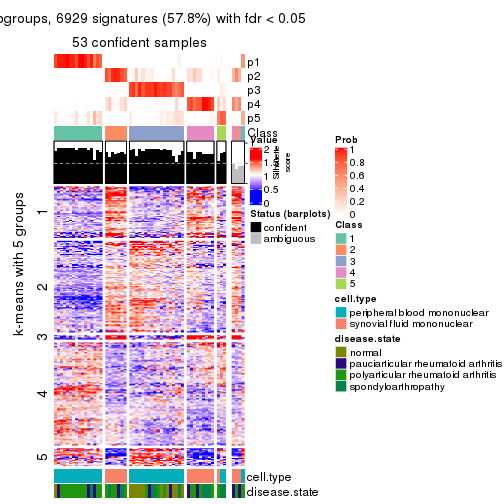 ogroups, 6929 signatures (57.8%) with fdr < 0.05
53 confident samples
p1
p2
p3
p4
p5
Class
k-means with 5 groups
1
2
3
4
5
cell.type
disease.state
value
2
1.5
1
0.5
0
score
Status (barplots)
confident
ambiguous
Prob
1
0.8
0.6
0.4
0.2
0
Class
1
2
3
4
5
cell.type
peripheral blood mononuclear
synovial fluid mononuclear
disease.state
normal
pauciarticular rheumatoid arthritis
polyarticular rheumatoid arthritis
spondyloarthropathy